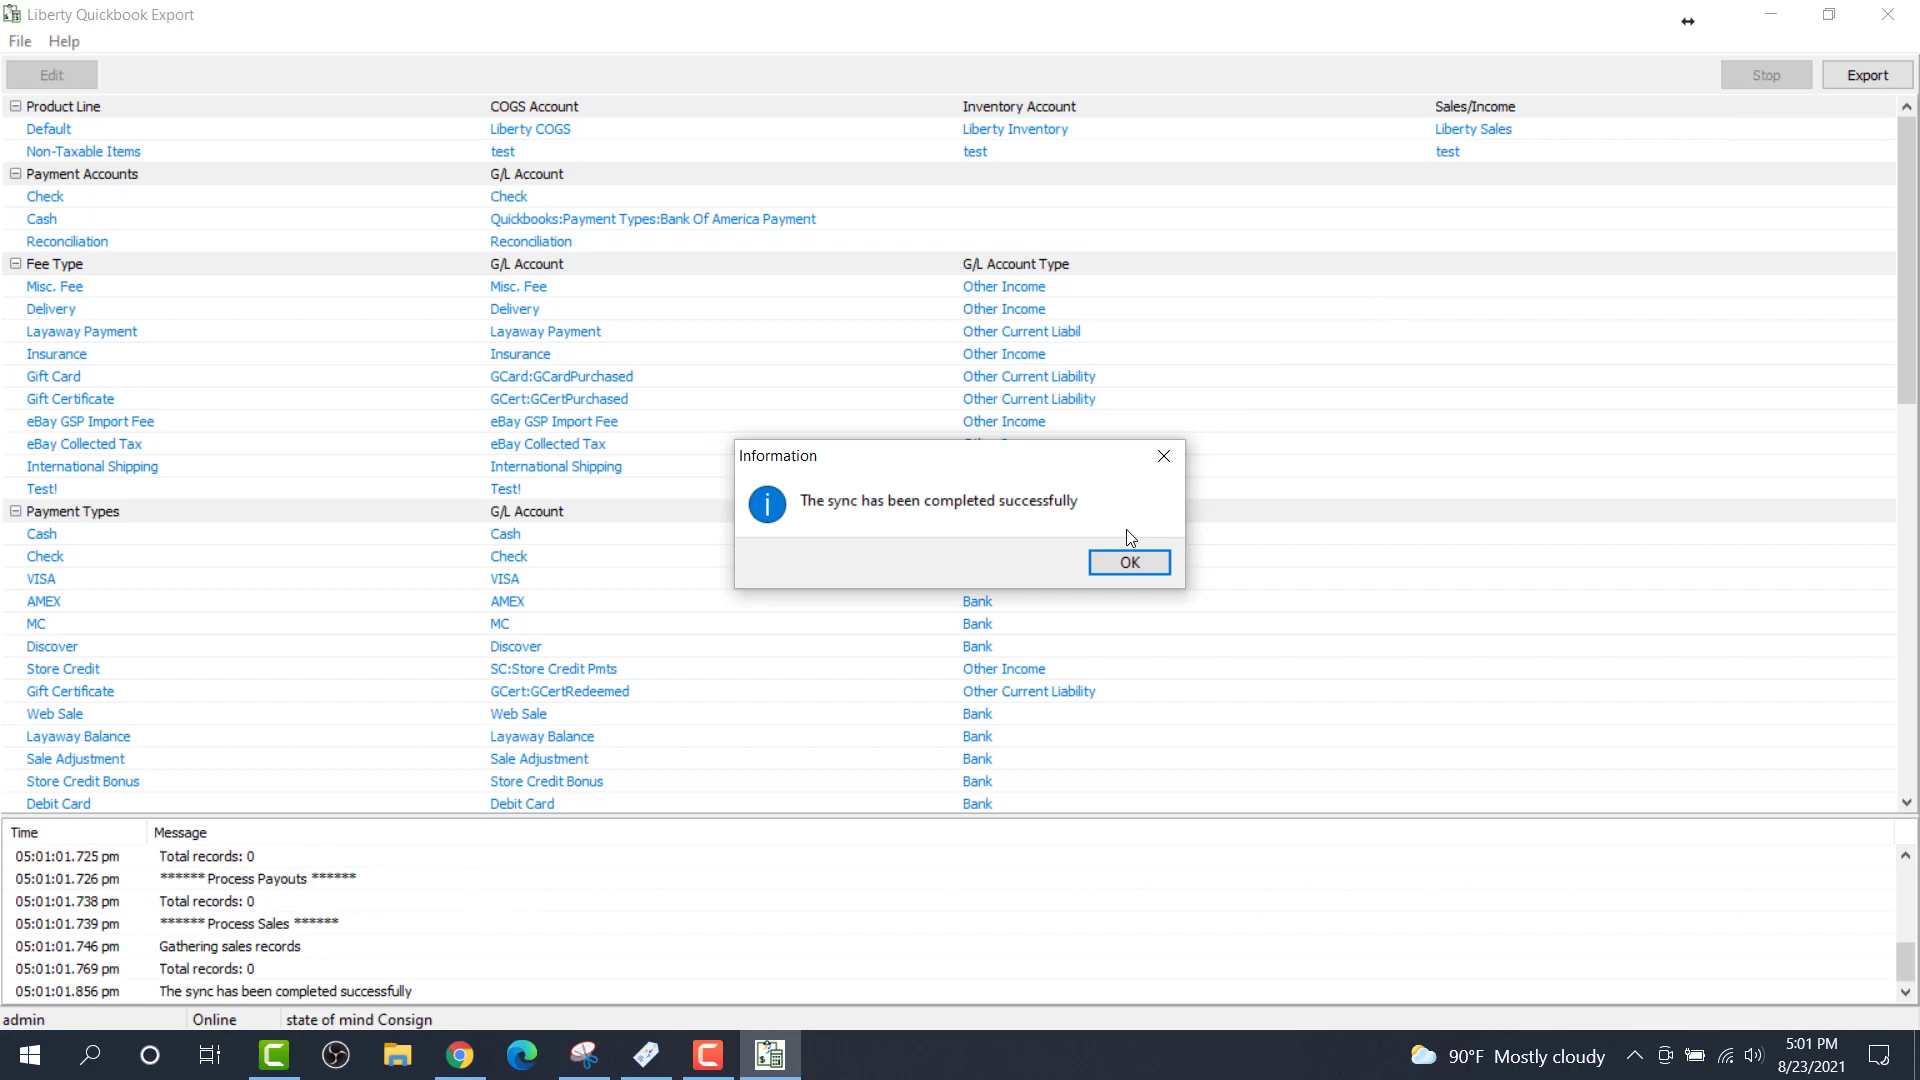 Liberty Quickbook Export
File Help
Edit Stop Export
Product Line COGS Account Inventory Account Sales/Income
Default Liberty COGS Liberty Inventory Liberty Sales
Non-Taxable Items test test test
Payment Accounts G/L Account
Check Check
Cash Quickbooks:Payment Types:Bank Of America Payment
Reconciliation Reconciliation
Fee Type G/L Account G/L Account Type
Misc. Fee Misc. Fee Other Income
Delivery Delivery Other Income
Layaway Payment Layaway Payment Other Current Liabil
Insurance Insurance Other Income
Gift Card GCard:GCardPurchased Other Current Liability
Gift Certificate GCert:GCertPurchased Other Current Liability
eBay GSP Import Fee eBay GSP Import Fee Other Income
eBay Collected Tax eBay Collected Tax
International Shipping International Shipping
Test! Test!
Payment Types G/L Account
Cash Cash
Check Check
VISA VISA
AMEX AMEX Bank
MC MC Bank
Discover Discover Bank
Store Credit SC:Store Credit Pmts Other Income
Gift Certificate GCert:GCertRedeemed Other Current Liability
Web Sale Web Sale Bank
Layaway Balance Layaway Balance Bank
Sale Adjustment Sale Adjustment Bank
Store Credit Bonus Store Credit Bonus Bank
Debit Card Debit Card Bank
Information
The sync has been completed successfully
OK
Time Message
05:01:01.725 pm Total records: 0
05:01:01.726 pm ****** Process Payouts ******
05:01:01.738 pm Total records: 0
05:01:01.739 pm ****** Process Sales ******
05:01:01.746 pm Gathering sales records
05:01:01.769 pm Total records: 0
05:01:01.856 pm The sync has been completed successfully
admin Online state of mind Consign
90°F Mostly cloudy
5:01 PM
8/23/2021